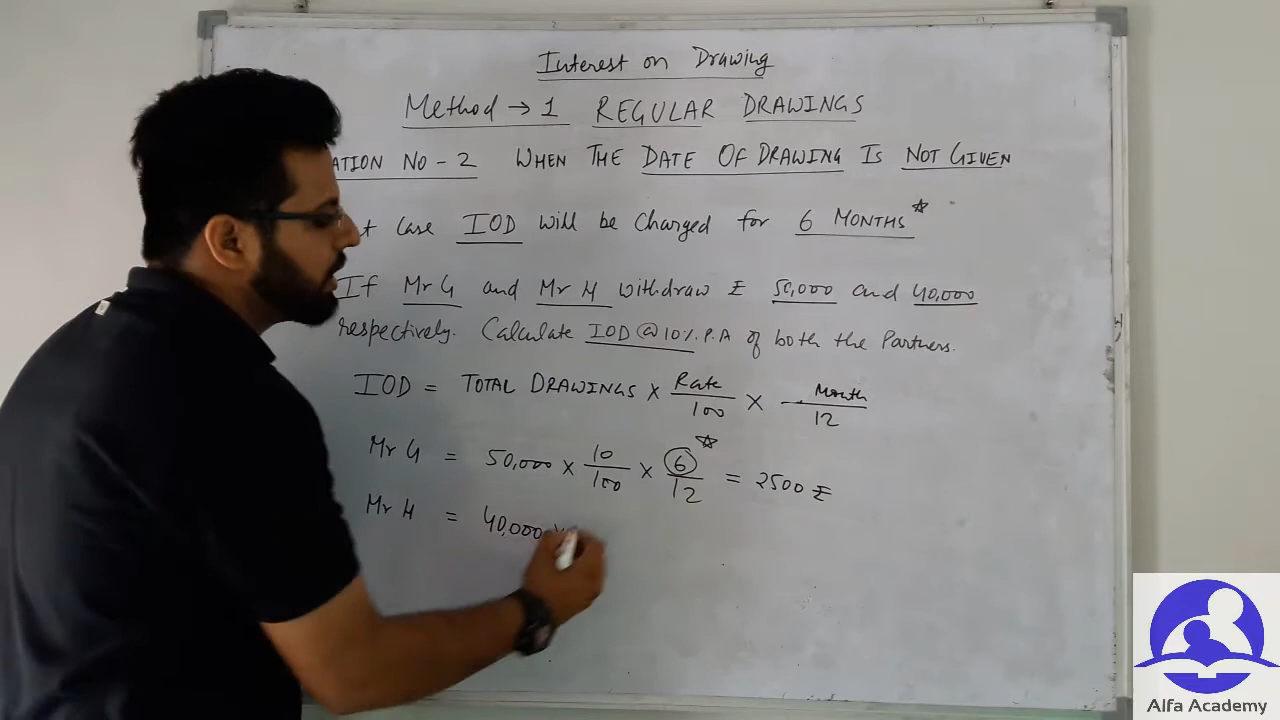 Interest on Drawing
Method → 1 REGULAR DRAWINGS
ATION NO - 2 WHEN THE DATE OF DRAWING IS NOT GIVEN
t case IOD will be charged for 6 MONTHS ☆
If Mr G and Mr H withdraw ₹ 50,000 and 40,000
respectively. Calculate IOD @ 10%. P.A of both the Partners.
IOD = TOTAL DRAWINGS × Rate/100 × Month/12
Mr G = 50,000 × 10/100 × 6/12 ☆ = 2500 ₹
Mr H = 40,000 ×
Alfa Academy